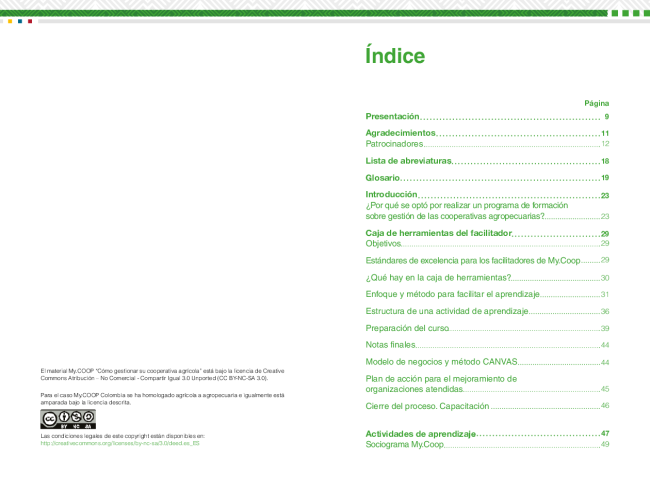 El material My.COOP "Cómo gestionar su cooperativa agrícola" está bajo la licencia de Creative
Commons Atribución - No Comercial - Compartir Igual 3.0 Unported (CC BY-NC-SA 3.0).
Para el caso My.COOP Colombia se ha homologado agrícola a agropecuaria e igualmente está
amparada bajo la licencia descrita.
CC BY NC SA
Las condiciones legales de este copyright están disponibles en:
http://creativecommons.org/licenses/by-nc-sa/3.0/deed.es_ES
Índice
Página
Presentación 9
Agradecimientos 11
Patrocinadores 12
Lista de abreviaturas 18
Glosario 19
Introducción 23
¿Por qué se optó por realizar un programa de formación
sobre gestión de las cooperativas agropecuarias? 23
Caja de herramientas del facilitador 29
Objetivos 29
Estándares de excelencia para los facilitadores de My.Coop 29
¿Qué hay en la caja de herramientas? 30
Enfoque y método para facilitar el aprendizaje 31
Estructura de una actividad de aprendizaje 36
Preparación del curso 39
Notas finales 44
Modelo de negocios y método CANVAS 44
Plan de acción para el mejoramiento de
organizaciones atendidas 45
Cierre del proceso. Capacitación 46
Actividades de aprendizaje 47
Sociograma My.Coop 49